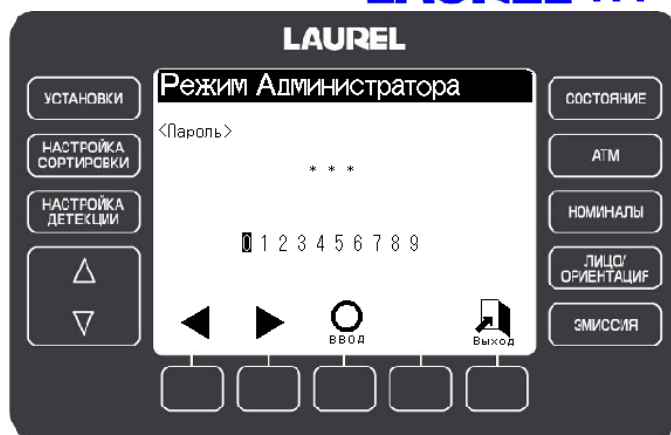 LAUREL
УСТАНОВКИ
НАСТРОЙКА
СОРТИРОВКИ
НАСТРОЙКА
ДЕТЕКЦИИ
Режим Администратора
<Пароль>
* * *
0 1 2 3 4 5 6 7 8 9
ВВОД
Выход
СОСТОЯНИЕ
АТМ
НОМИНАЛЫ
ЛИЦО/
ОРИЕНТАЦИЯ
ЭМИССИЯ